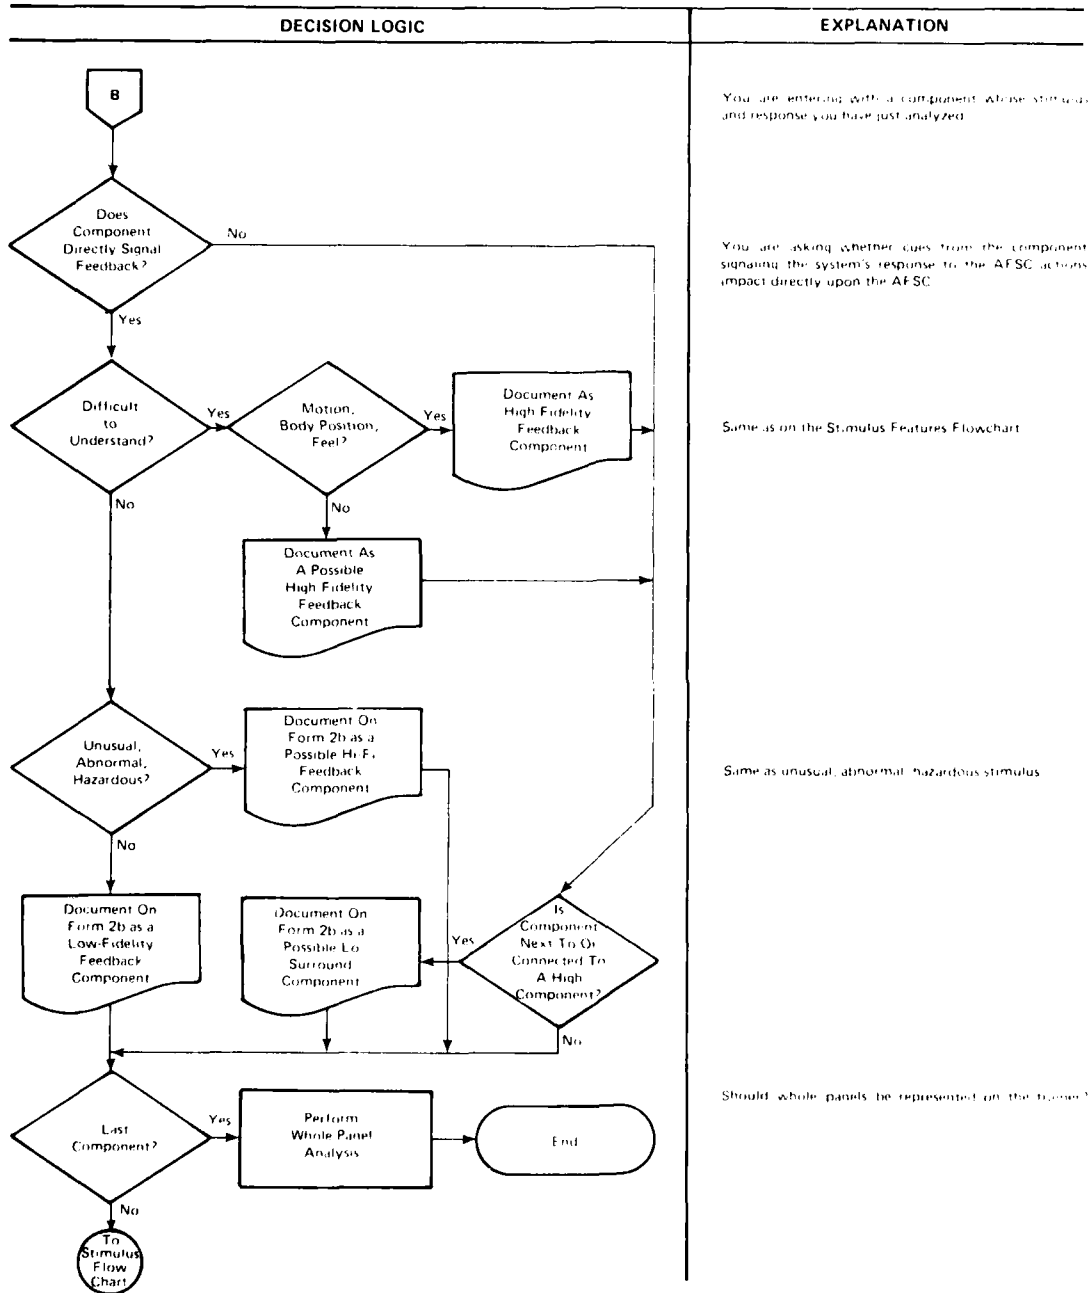 DECISION LOGIC
EXPLANATION
B
You are entering with a component whose stimulus
and response you have just analyzed
Does
Component
Directly Signal
Feedback?
No
Yes
You are asking whether cues from the component
signaling the system's response to the AFSC actions
impact directly upon the AFSC
Difficult
to
Understand?
Yes
No
Motion,
Body Position,
Feel?
Yes
No
Document As
High Fidelity
Feedback
Component
Same as on the Stimulus Features Flowchart
Document As
A Possible
High Fidelity
Feedback
Component
Unusual,
Abnormal,
Hazardous?
Yes
No
Document On
Form 2b as a
Possible Hi-Fi
Feedback
Component
Same as unusual, abnormal, hazardous stimulus
Document On
Form 2b as a
Low-Fidelity
Feedback
Component
Document On
Form 2b as a
Possible Lo
Surround
Component
Yes
Is
Component
Next To Or
Connected To
A High
Component?
No
Last
Component?
Yes
No
Perform
Whole Panel
Analysis
End
Should whole panels be represented on the trainer?
To
Stimulus
Flow
Chart